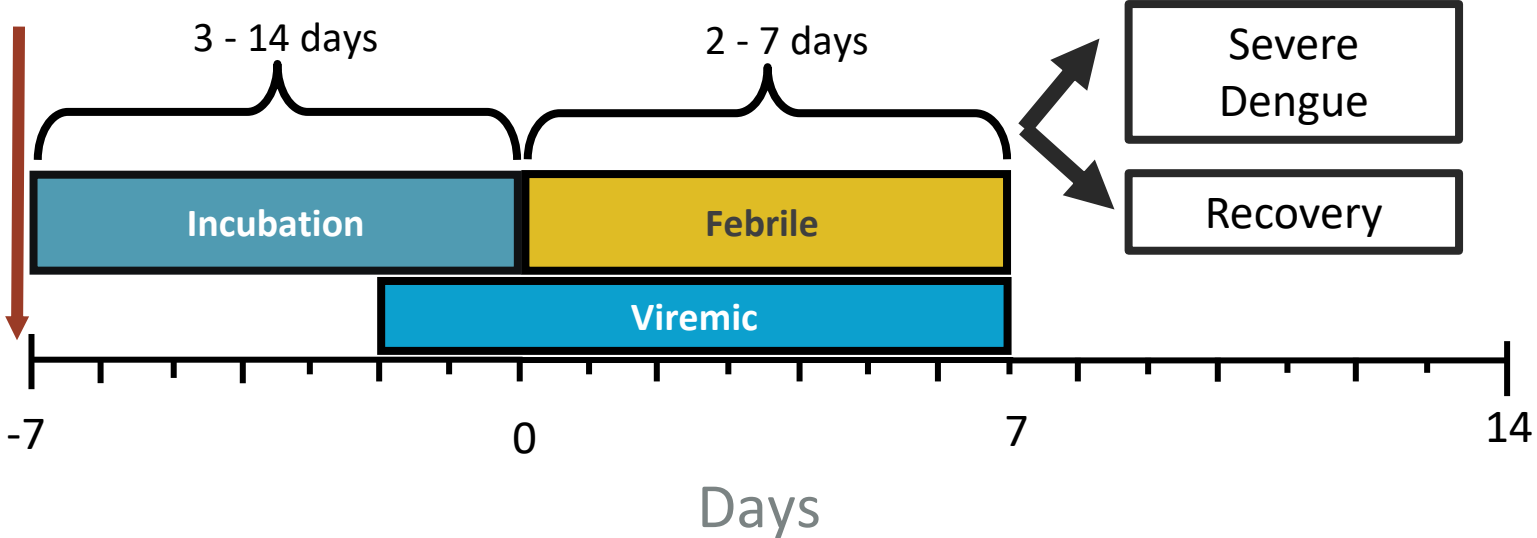 3 - 14 days
2 - 7 days
Severe
Dengue
Incubation
Febrile
Recovery
Viremic
-7
0
7
14
Days